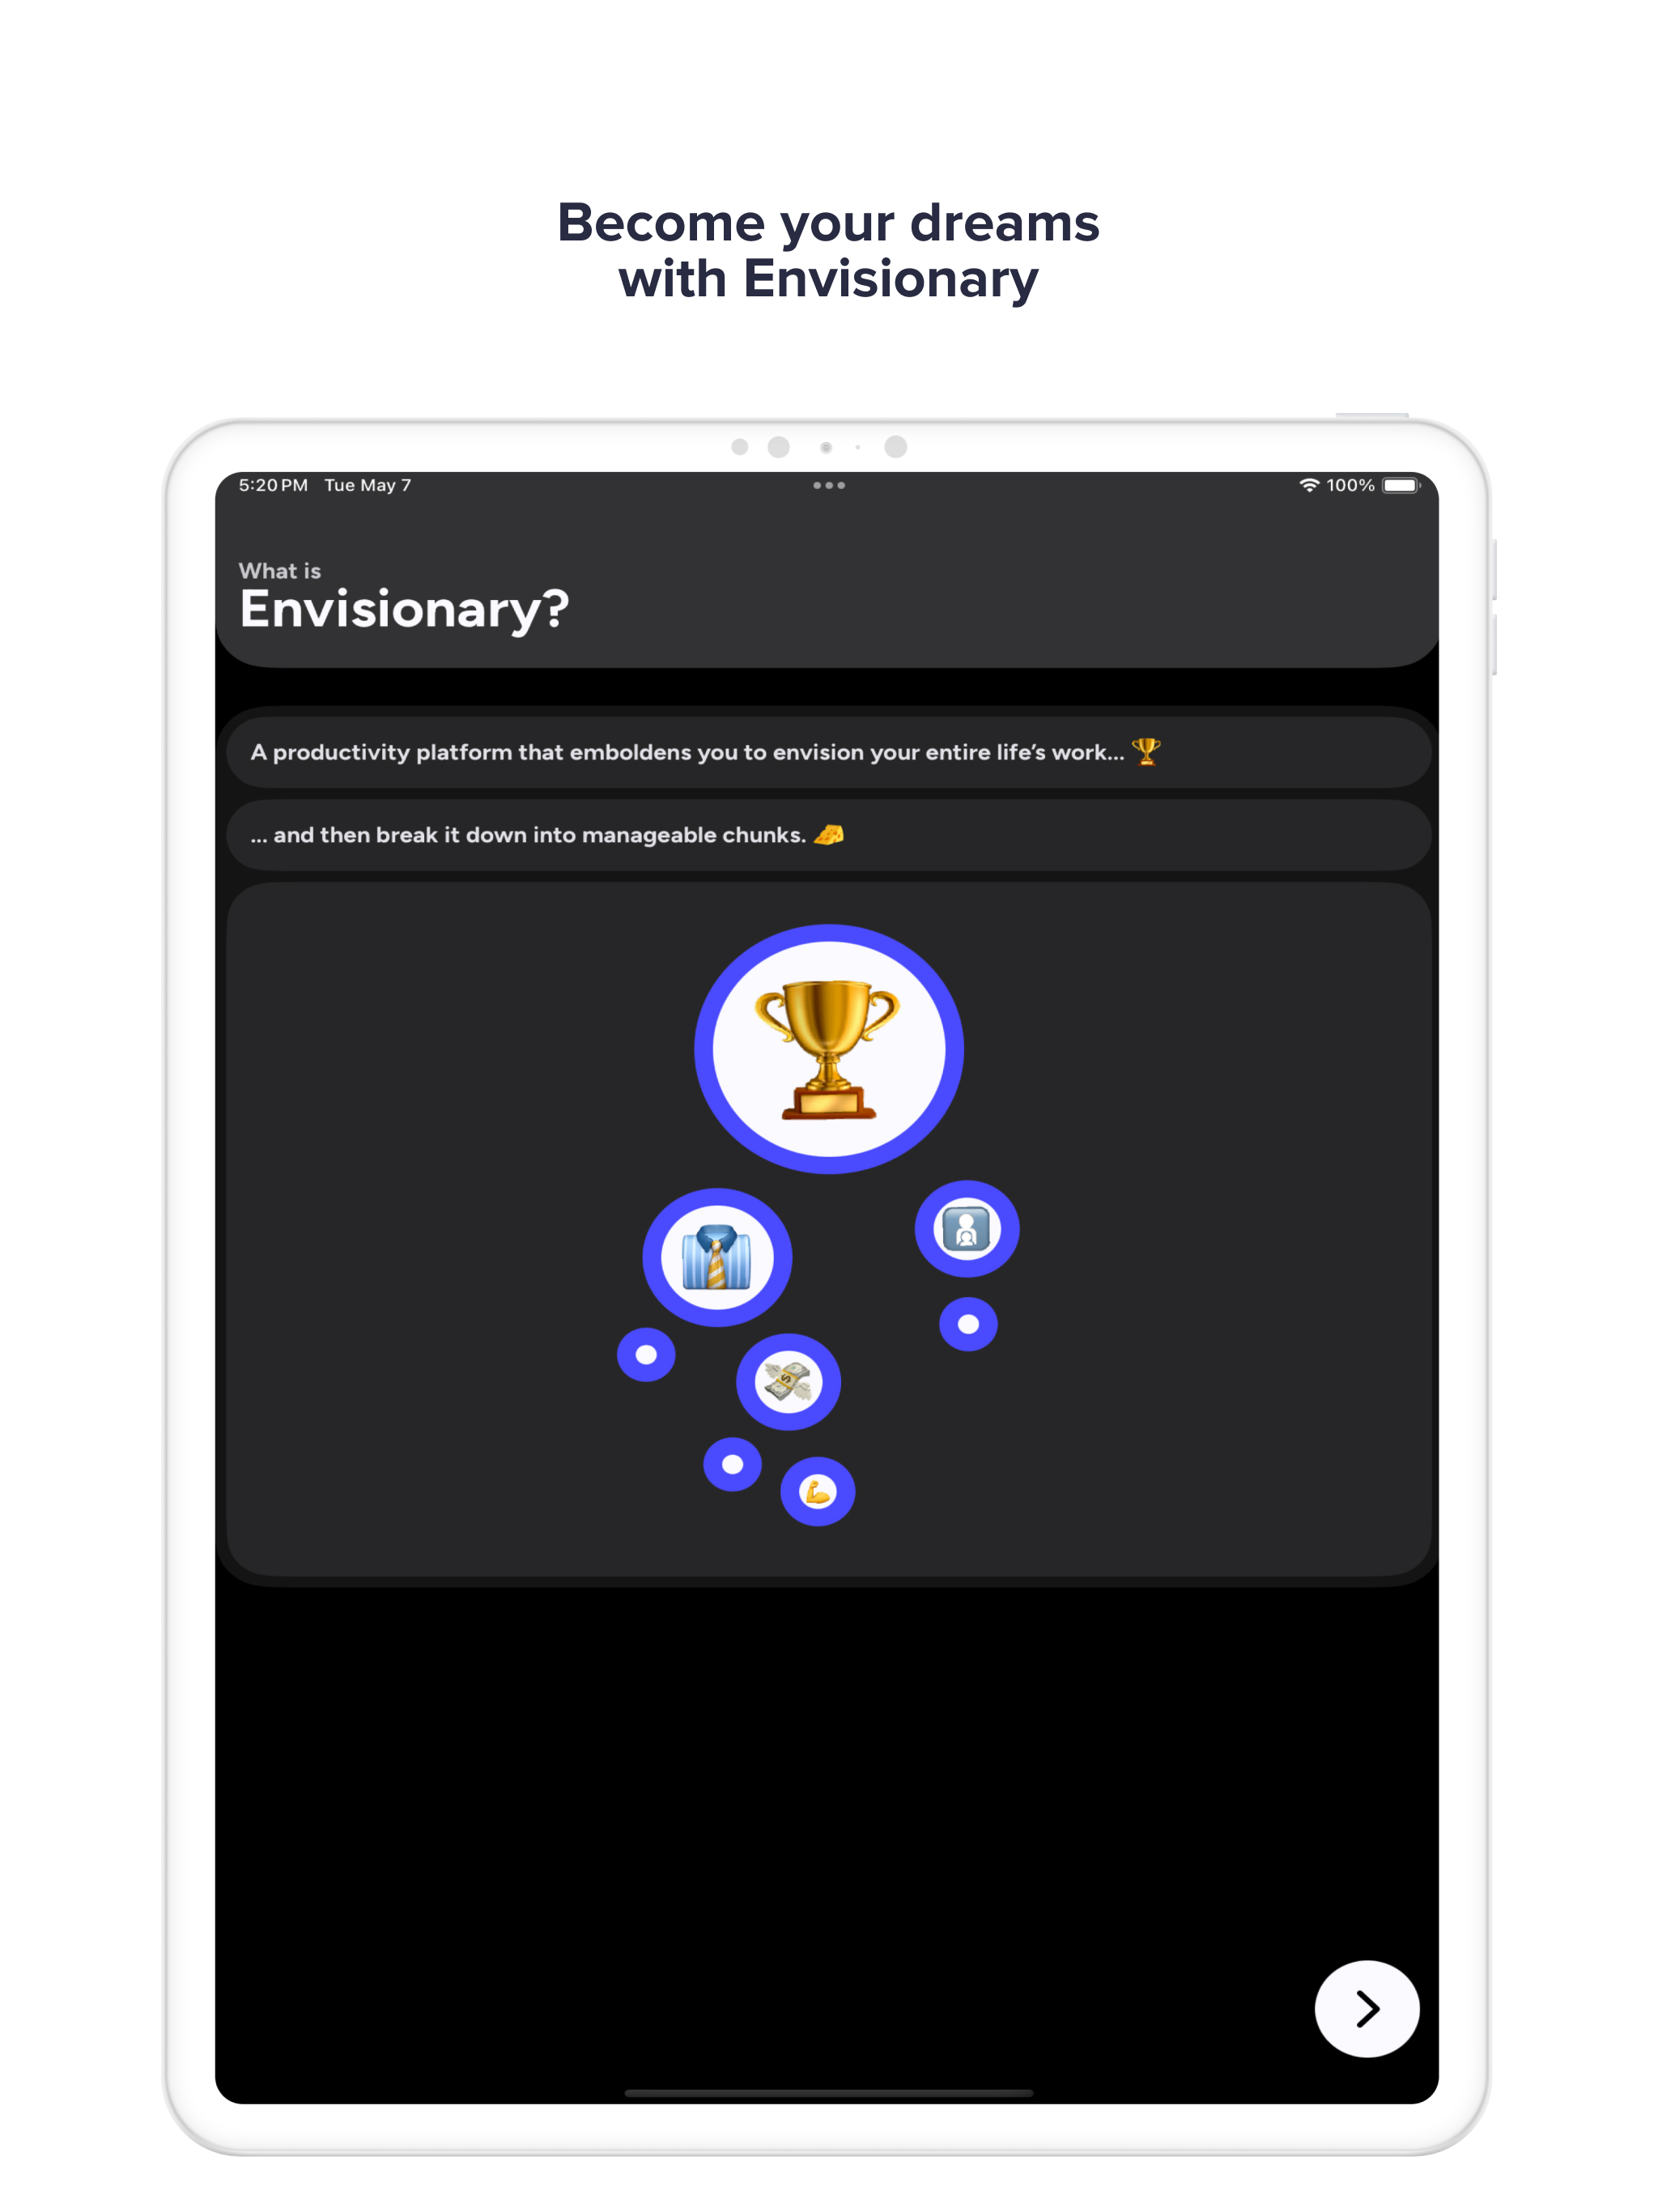 Become your dreams
with Envisionary
5:20 PM Tue May 7
100%
What is
Envisionary?
A productivity platform that emboldens you to envision your entire life’s work... 🏆
... and then break it down into manageable chunks. 🧀